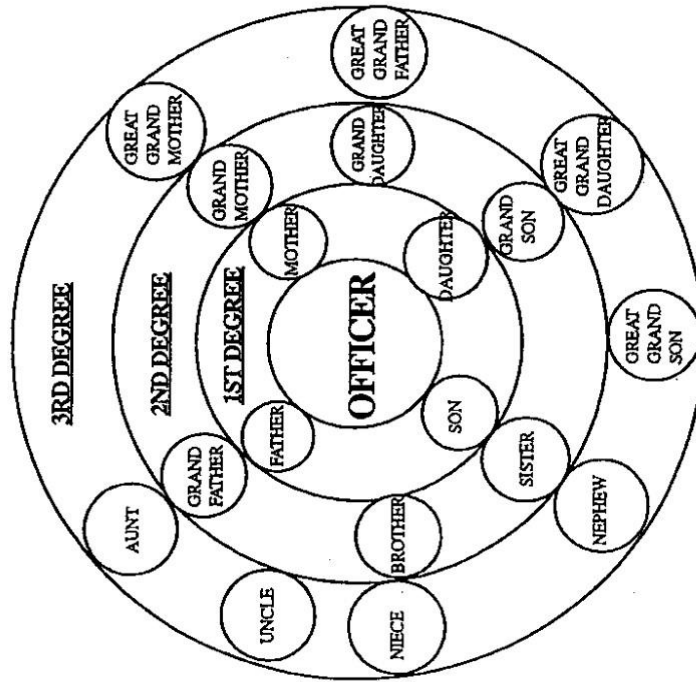 3RD DEGREE
2ND DEGREE
1ST DEGREE
OFFICER
AUNT
GREAT
GRAND
MOTHER
GRAND
FATHER
GRAND
MOTHER
FATHER
MOTHER
UNCLE
GREAT
GRAND
FATHER
GRAND
DAUGHTER
BROTHER
NIECE
SON
DAUGHTER
SISTER
GRAND
SON
NEPHEW
GREAT
GRAND
DAUGHTER
GREAT
GRAND
SON